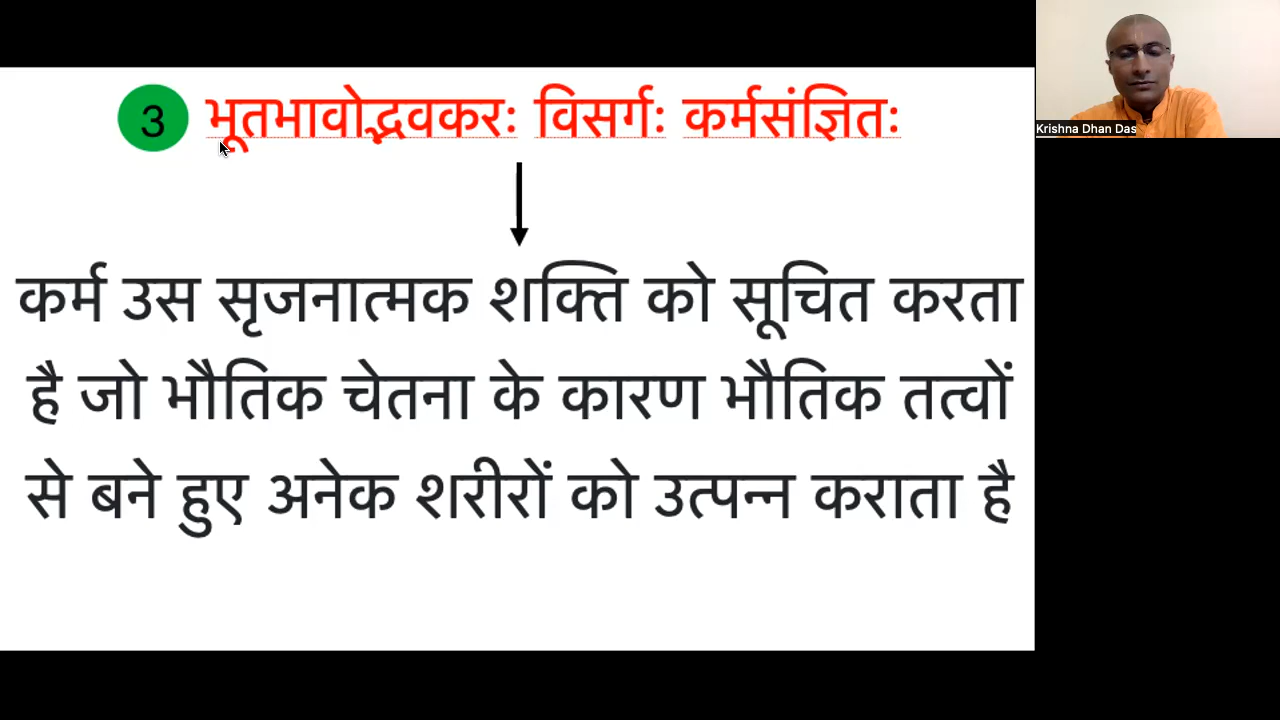 3 भूतभावोद्भवकरः विसर्गः कर्मसंज्ञितः
कर्म उस सृजनात्मक शक्ति को सूचित करता
है जो भौतिक चेतना के कारण भौतिक तत्वों
से बने हुए अनेक शरीरों को उत्पन्न कराता है
Krishna Dhan Das